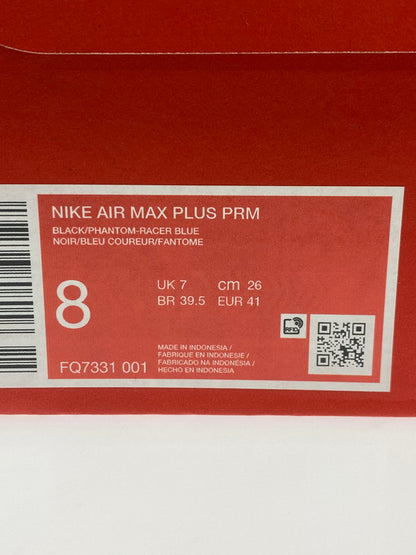 NIKE AIR MAX PLUS PRM
BLACK/PHANTOM-RACER BLUE
NOIR/BLEU COUREUR/FANTOME
8
UK 7 cm 26
BR 39.5 EUR 41
RFID
MADE IN INDONESIA /
FABRIQUE EN INDONESIE /
FABRICADO NA INDONÉSIA /
HECHO EN INDONESIA
FQ7331 001